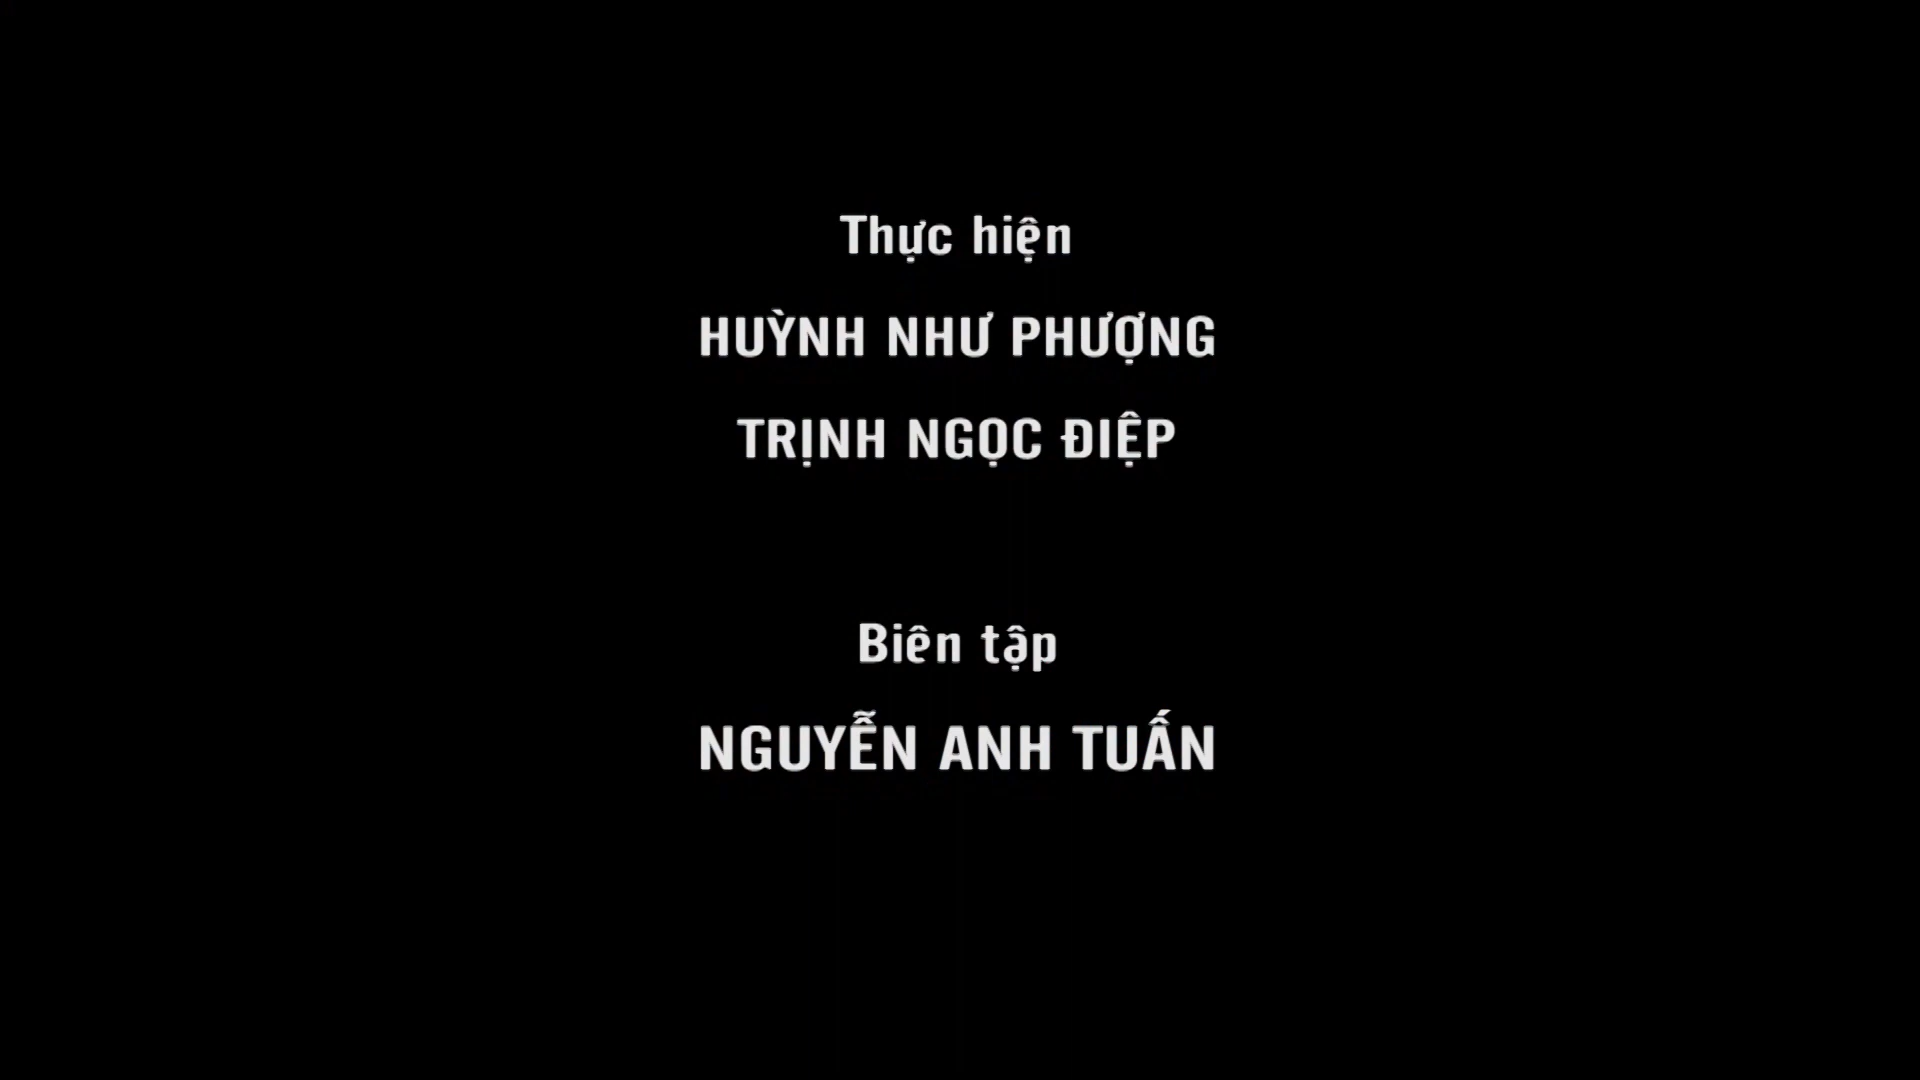 Thực hiện
HUỲNH NHƯ PHƯỢNG
TRỊNH NGỌC ĐIỆP
Biên tập
NGUYỄN ANH TUẤN